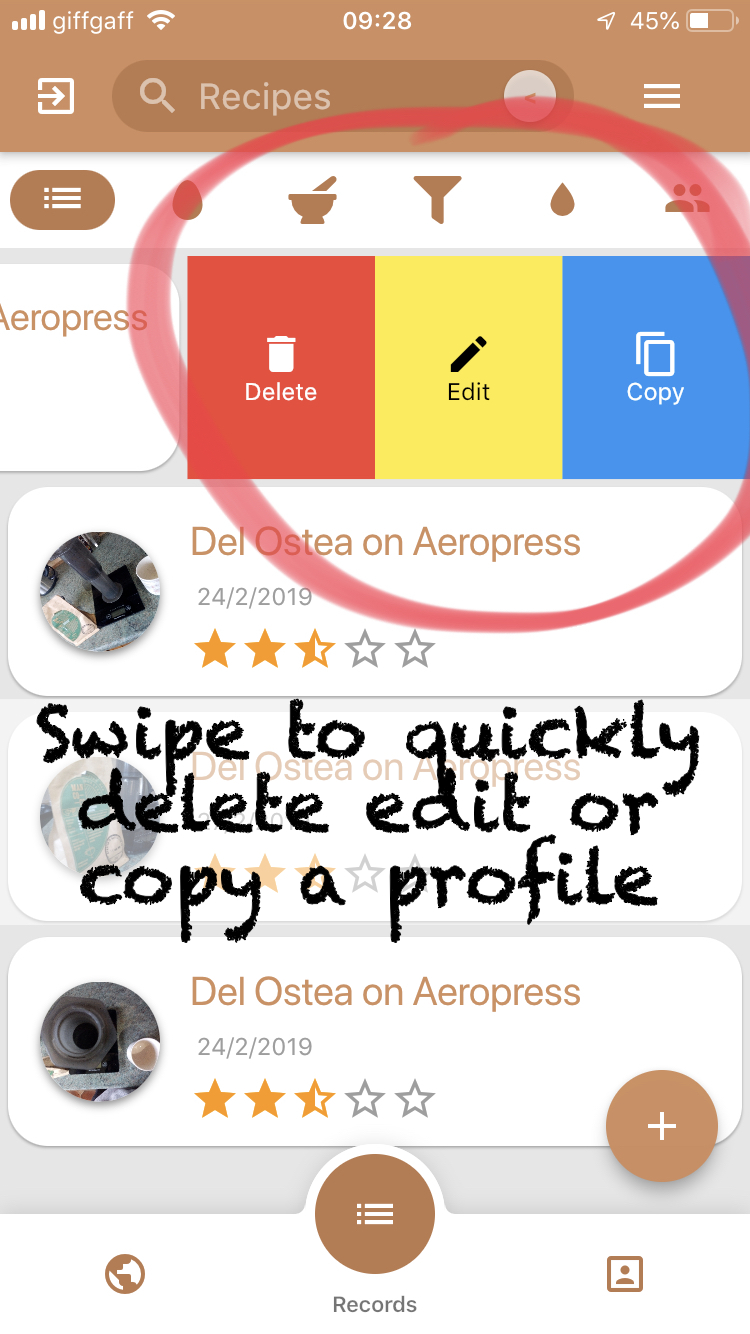 giffgaff 09:28 45%
Recipes <
Aeropress
Delete Edit Copy
Del Ostea on Aeropress
24/2/2019
Swipe to quickly
Del Ostea on Aeropress
delete edit or
copy a profile
Del Ostea on Aeropress
24/2/2019
Records